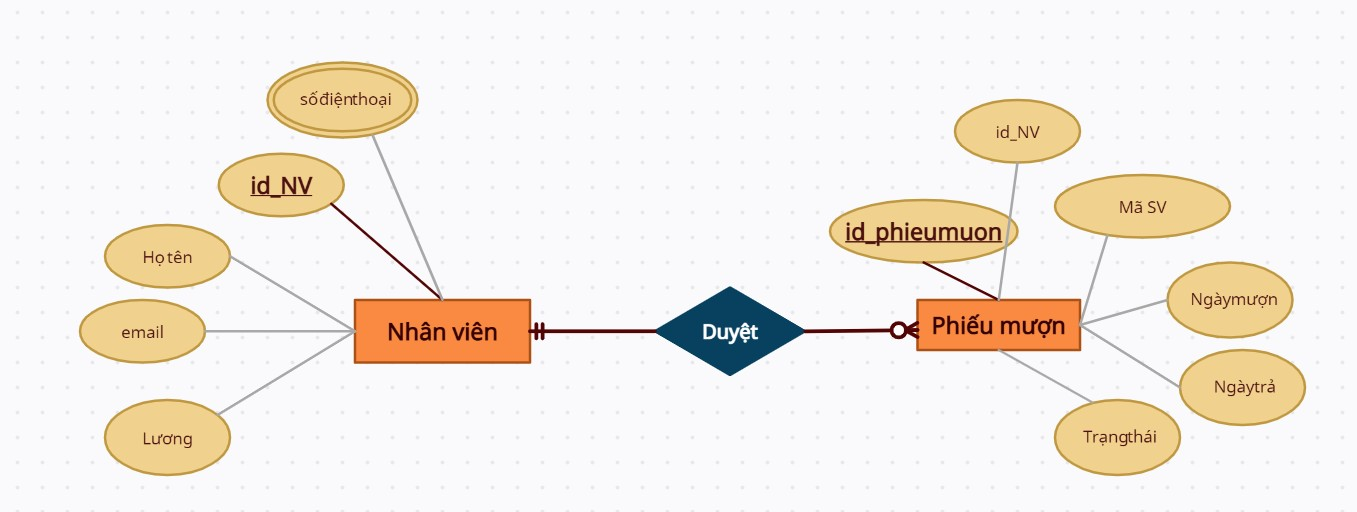 sốđiệnthoại
id_NV
id_NV
id_phieumuon
Mã SV
Họ tên
email
Nhân viên
Duyệt
Phiếu mượn
Ngàymượn
Ngàytrả
Lương
Trạngthái